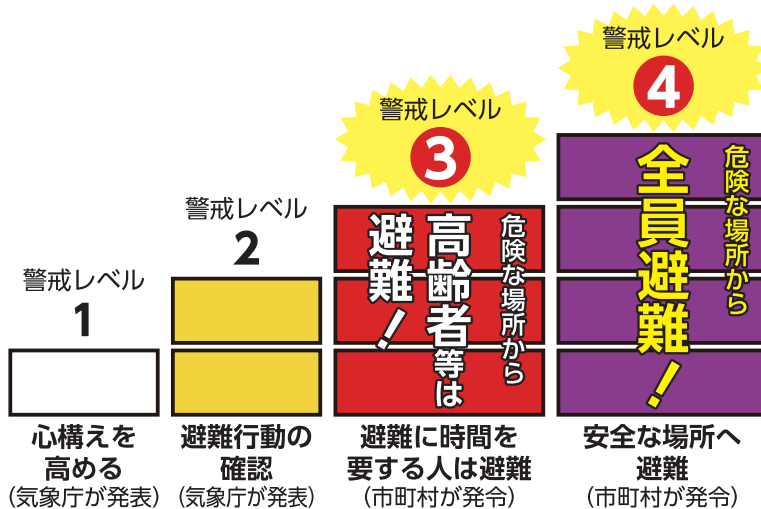 警戒レベル
1
心構えを
高める
(気象庁が発表)
警戒レベル
2
避難行動の
確認
(気象庁が発表)
警戒レベル
3
危険な場所から
高齢者等は
避難!
避難に時間を
要する人は避難
(市町村が発令)
警戒レベル
4
危険な場所から
全員避難!
安全な場所へ
避難
(市町村が発令)